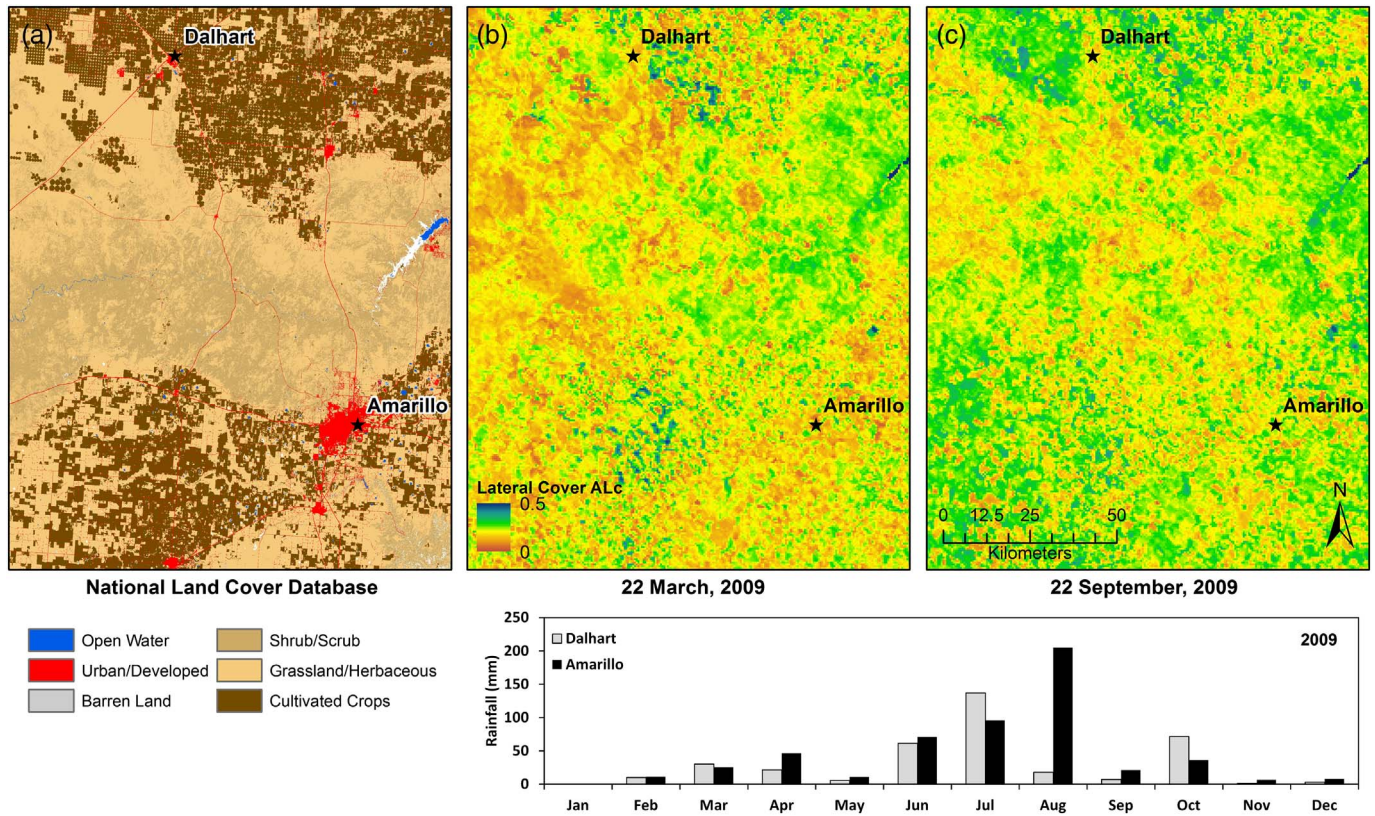 (a)
Dalhart
Amarillo
National Land Cover Database
Open Water
Urban/Developed
Barren Land
Shrub/Scrub
Grassland/Herbaceous
Cultivated Crops
(b)
Dalhart
Amarillo
Lateral Cover ALc
0.5
0
22 March, 2009
(c)
Dalhart
Amarillo
N
0 12.5 25 50
Kilometers
22 September, 2009
250
200
150
100
50
0
Rainfall (mm)
Dalhart
Amarillo
2009
Jan Feb Mar Apr May Jun Jul Aug Sep Oct Nov Dec